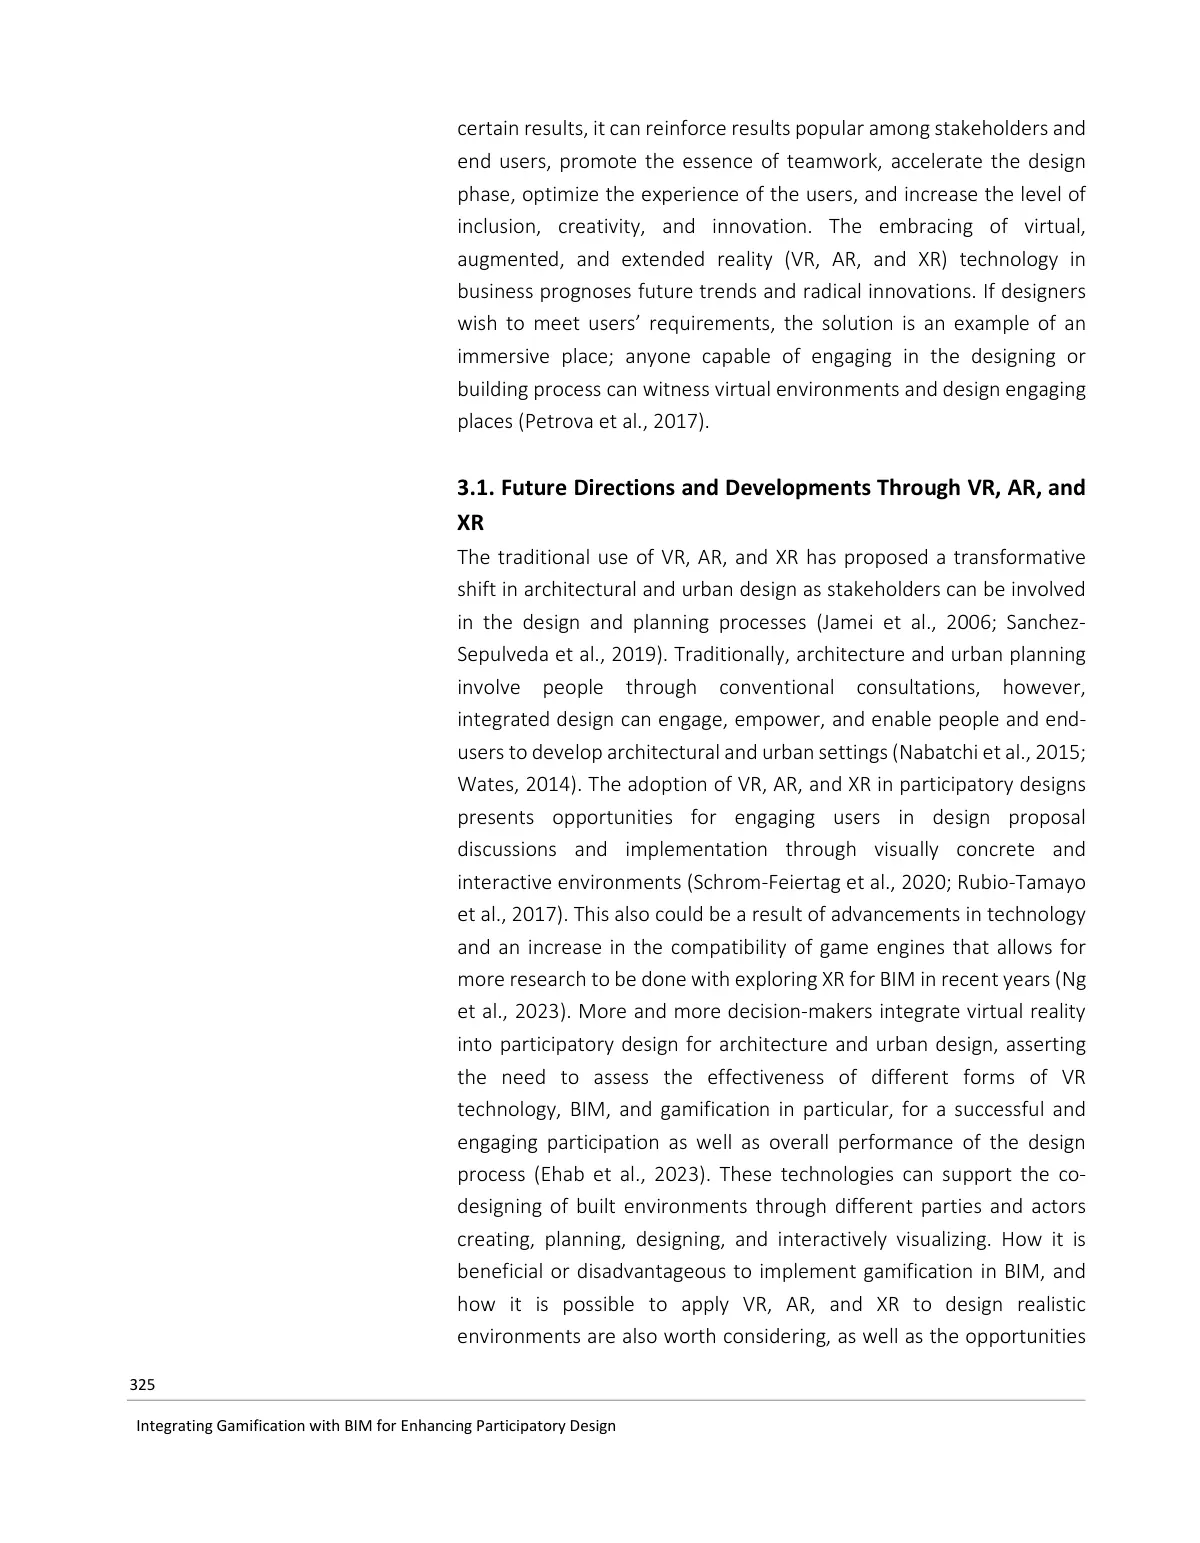 certain results, it can reinforce results popular among stakeholders and
end users, promote the essence of teamwork, accelerate the design
phase, optimize the experience of the users, and increase the level of
inclusion, creativity, and innovation. The embracing of virtual,
augmented, and extended reality (VR, AR, and XR) technology in
business prognoses future trends and radical innovations. If designers
wish to meet users’ requirements, the solution is an example of an
immersive place; anyone capable of engaging in the designing or
building process can witness virtual environments and design engaging
places (Petrova et al., 2017).
3.1. Future Directions and Developments Through VR, AR, and
XR
The traditional use of VR, AR, and XR has proposed a transformative
shift in architectural and urban design as stakeholders can be involved
in the design and planning processes (Jamei et al., 2006; Sanchez-
Sepulveda et al., 2019). Traditionally, architecture and urban planning
involve people through conventional consultations, however,
integrated design can engage, empower, and enable people and end-
users to develop architectural and urban settings (Nabatchi et al., 2015;
Wates, 2014). The adoption of VR, AR, and XR in participatory designs
presents opportunities for engaging users in design proposal
discussions and implementation through visually concrete and
interactive environments (Schrom-Feiertag et al., 2020; Rubio-Tamayo
et al., 2017). This also could be a result of advancements in technology
and an increase in the compatibility of game engines that allows for
more research to be done with exploring XR for BIM in recent years (Ng
et al., 2023). More and more decision-makers integrate virtual reality
into participatory design for architecture and urban design, asserting
the need to assess the effectiveness of different forms of VR
technology, BIM, and gamification in particular, for a successful and
engaging participation as well as overall performance of the design
process (Ehab et al., 2023). These technologies can support the co-
designing of built environments through different parties and actors
creating, planning, designing, and interactively visualizing. How it is
beneficial or disadvantageous to implement gamification in BIM, and
how it is possible to apply VR, AR, and XR to design realistic
environments are also worth considering, as well as the opportunities
325
Integrating Gamification with BIM for Enhancing Participatory Design